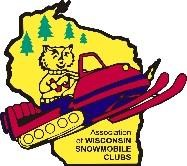 Association
of WISCONSIN
SNOWMOBILE
CLUBS